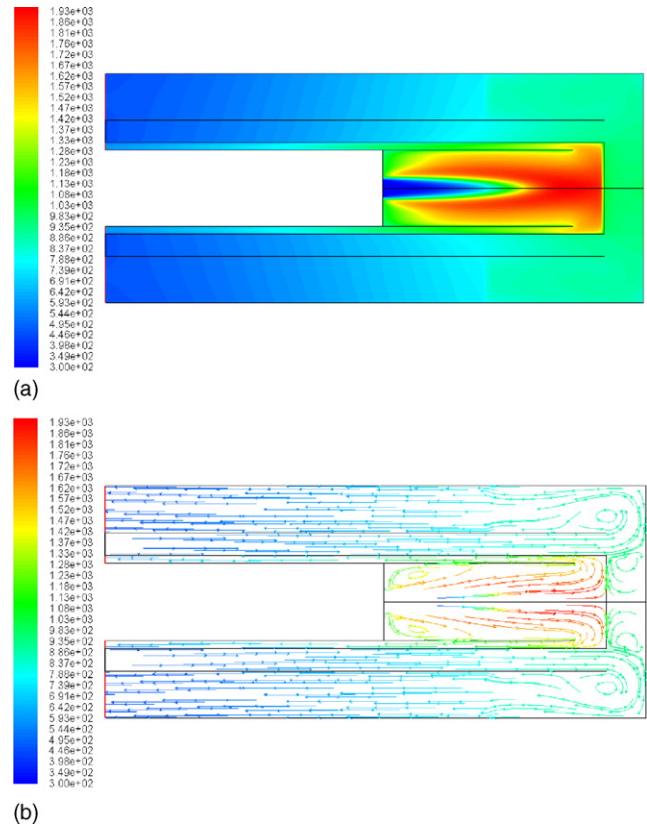 1.93e+03
1.86e+03
1.81e+03
1.76e+03
1.72e+03
1.67e+03
1.62e+03
1.57e+03
1.52e+03
1.47e+03
1.42e+03
1.37e+03
1.33e+03
1.28e+03
1.23e+03
1.18e+03
1.13e+03
1.08e+03
1.03e+03
9.83e+02
9.35e+02
8.86e+02
8.37e+02
7.88e+02
7.39e+02
6.91e+02
6.42e+02
5.93e+02
5.44e+02
4.95e+02
4.46e+02
3.98e+02
3.49e+02
3.00e+02
(a)
1.93e+03
1.86e+03
1.81e+03
1.76e+03
1.72e+03
1.67e+03
1.62e+03
1.57e+03
1.52e+03
1.47e+03
1.42e+03
1.37e+03
1.33e+03
1.28e+03
1.23e+03
1.18e+03
1.13e+03
1.08e+03
1.03e+03
9.83e+02
9.35e+02
8.86e+02
8.37e+02
7.88e+02
7.39e+02
6.91e+02
6.42e+02
5.93e+02
5.44e+02
4.95e+02
4.46e+02
3.98e+02
3.49e+02
3.00e+02
(b)